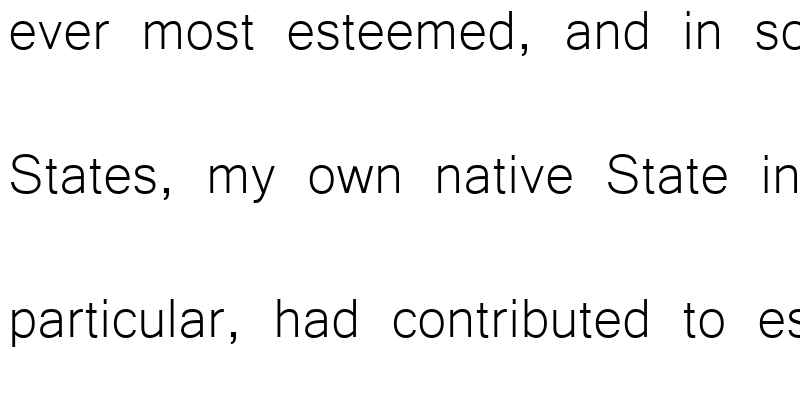 ever most esteemed, and in
States, my own native State in
particular, had contributed to